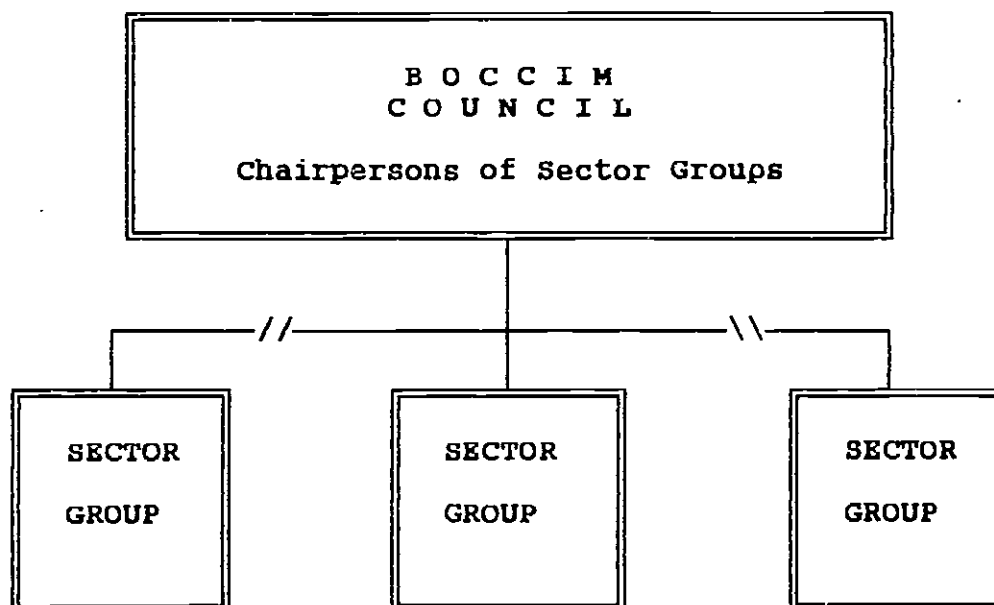 B O C C I M
C O U N C I L
Chairpersons of Sector Groups
// \\
SECTOR
GROUP
SECTOR
GROUP
SECTOR
GROUP